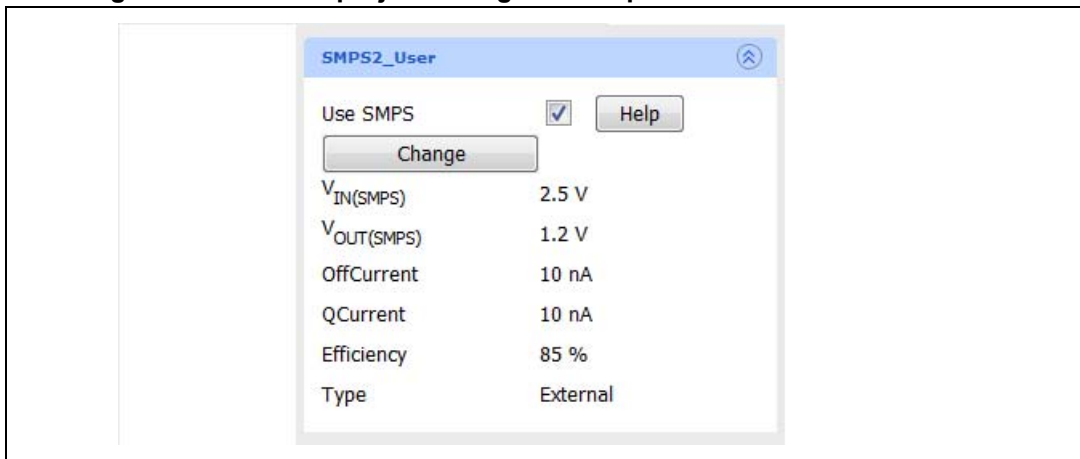 SMPS2_User
Use SMPS Help
Change
VIN(SMPS) 2.5 V
VOUT(SMPS) 1.2 V
OffCurrent 10 nA
QCurrent 10 nA
Efficiency 85 %
Type External